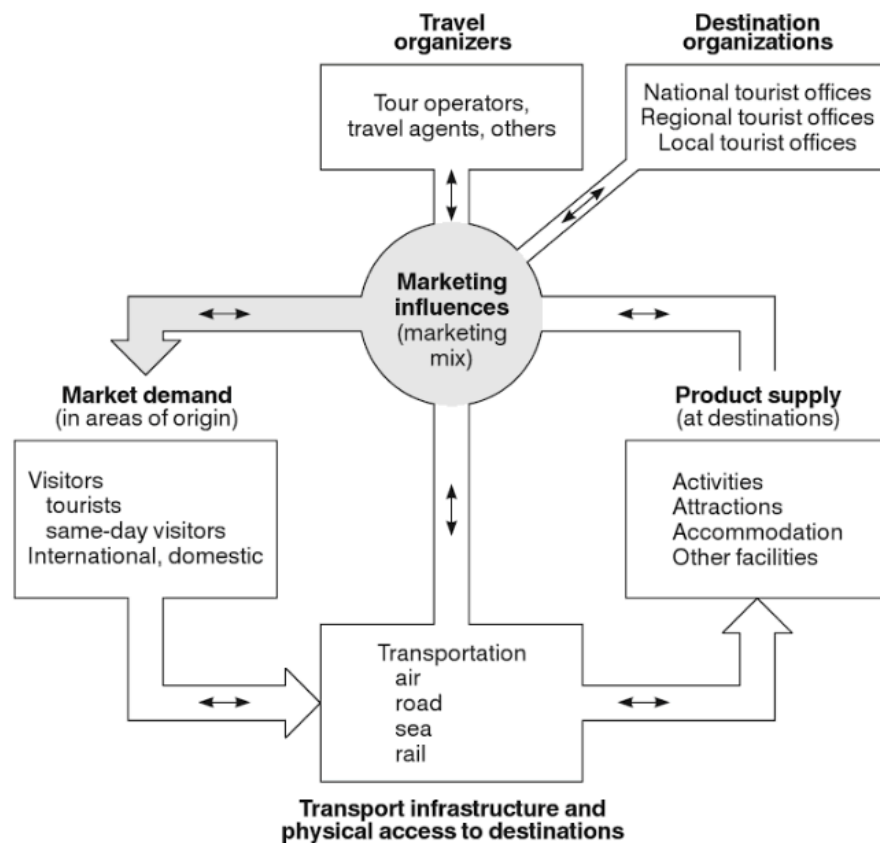 Travel
organizers
Destination
organizations
Tour operators,
travel agents, others
National tourist offices
Regional tourist offices
Local tourist offices
Marketing
influences
(marketing
mix)
Market demand
(in areas of origin)
Product supply
(at destinations)
Visitors
tourists
same-day visitors
International, domestic
Activities
Attractions
Accommodation
Other facilities
Transportation
air
road
sea
rail
Transport infrastructure and
physical access to destinations